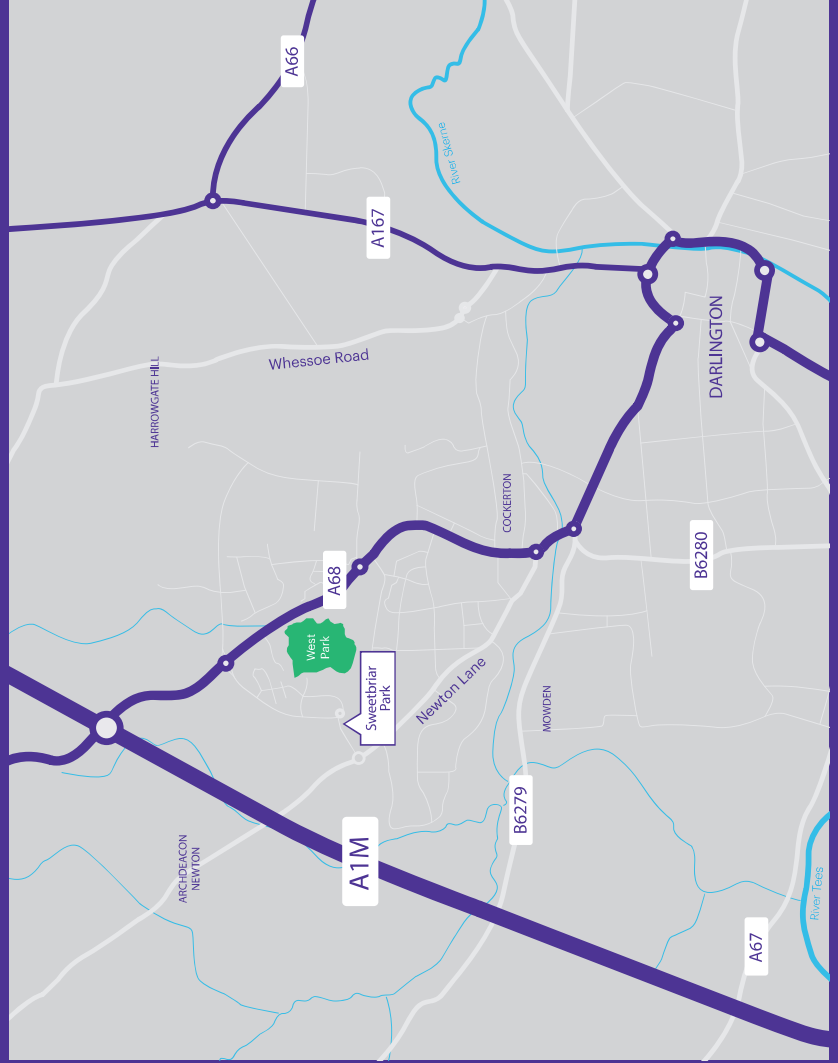 A66
River Skerne
A167
DARLINGTON
Whessoe Road
HARROWGATE HILL
COCKERTON
B6280
A68
West
Park
Sweetbriar
Park
Newton Lane
MOWDEN
B6279
A1M
ARCHDEACON
NEWTON
River Tees
A67